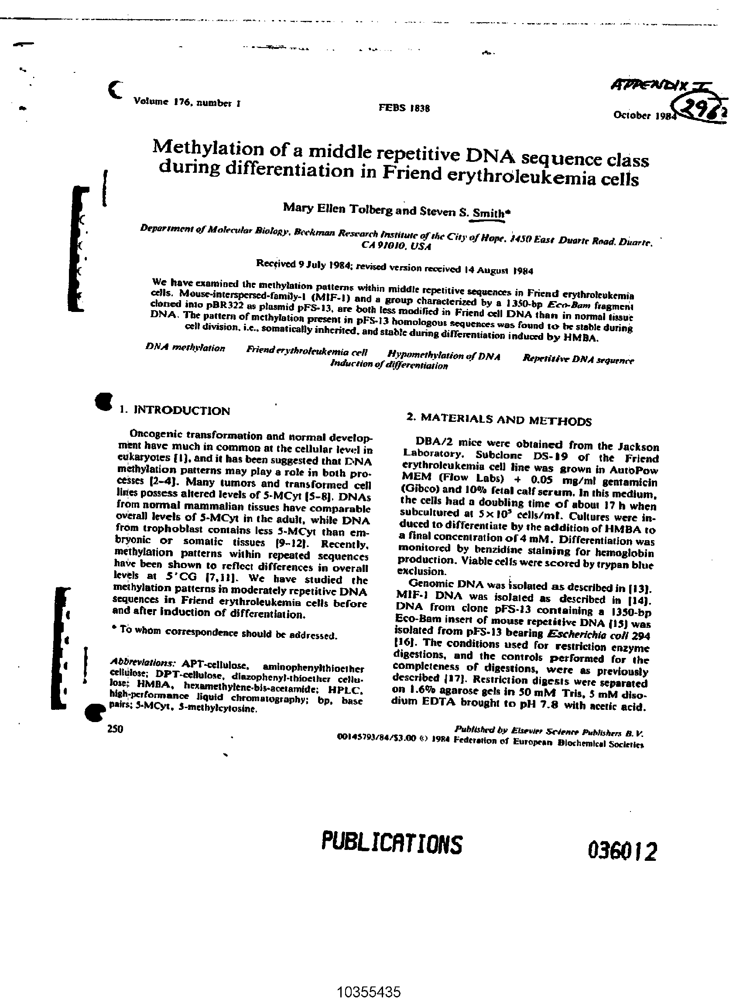 APPENDIX I
Volume 176, number 1
FEBS 1838
October 1984
Methylation of a middle repetitive DNA sequence class
during differentiation in Friend erythroleukemia cells
Mary Ellen Tolberg and Steven S. Smith*
Department of Molecular Biology, Beckman Research Institute of the City of Hope, 1450 East Duarte Road, Duarte,
CA 91010, USA
Received 9 July 1984; revised version received 14 August 1984
We have examined the methylation patterns within middle repetitive sequences in Friend erythroleukemia
cells. Mouse-interspersed-family-1 (MIF-1) and a group characterized by a 1350-bp Eco-Bam fragment
cloned into pBR322 as plasmid pFS-13, are both less modified in Friend cell DNA than in normal tissue
DNA. The pattern of methylation present in pFS-13 homologous sequences was found to be stable during
cell division, i.e., somatically inherited, and stable during differentiation induced by HMBA.
DNA methylation Friend erythroleukemia cell Hypomethylation of DNA Repetitive DNA sequence
Induction of differentiation
1. INTRODUCTION
Oncogenic transformation and normal develop-
ment have much in common at the cellular level in
eukaryotes [1], and it has been suggested that DNA
methylation patterns may play a role in both pro-
cesses [2-4]. Many tumors and transformed cell
lines possess altered levels of 5-MCyt [5-8]. DNAs
from normal mammalian tissues have comparable
overall levels of 5-MCyt in the adult, while DNA
from trophoblast contains less 5-MCyt than em-
bryonic or somatic tissues [9-12]. Recently,
methylation patterns within repeated sequences
have been shown to reflect differences in overall
levels at 5'CG [7,11]. We have studied the
methylation patterns in moderately repetitive DNA
sequences in Friend erythroleukemia cells before
and after induction of differentiation.
* To whom correspondence should be addressed.
Abbreviations: APT-cellulose, aminophenylthioether
cellulose; DPT-cellulose, diazophenyl-thioether cellu-
lose; HMBA, hexamethylene-bis-acetamide; HPLC,
high-performance liquid chromatography; bp, base
pairs; 5-MCyt, 5-methylcytosine.
2. MATERIALS AND METHODS
DBA/2 mice were obtained from the Jackson
Laboratory. Subclone DS-19 of the Friend
erythroleukemia cell line was grown in AutoPow
MEM (Flow Labs) + 0.05 mg/ml gentamicin
(Gibco) and 10% fetal calf serum. In this medium,
the cells had a doubling time of about 17 h when
subcultured at 5×10⁵ cells/ml. Cultures were in-
duced to differentiate by the addition of HMBA to
a final concentration of 4 mM. Differentiation was
monitored by benzidine staining for hemoglobin
production. Viable cells were scored by trypan blue
exclusion.
Genomic DNA was isolated as described in [13].
MIF-1 DNA was isolated as described in [14].
DNA from clone pFS-13 containing a 1350-bp
Eco-Bam insert of mouse repetitive DNA [15] was
isolated from pFS-13 bearing Escherichia coli 294
[16]. The conditions used for restriction enzyme
digestions, and the controls performed for the
completeness of digestions, were as previously
described [17]. Restriction digests were separated
on 1.6% agarose gels in 50 mM Tris, 5 mM diso-
dium EDTA brought to pH 7.8 with acetic acid.
250
Published by Elsevier Science Publishers B.V.
00145793/84/$3.00 © 1984 Federation of European Biochemical Societies
PUBLICATIONS
036012
10355435